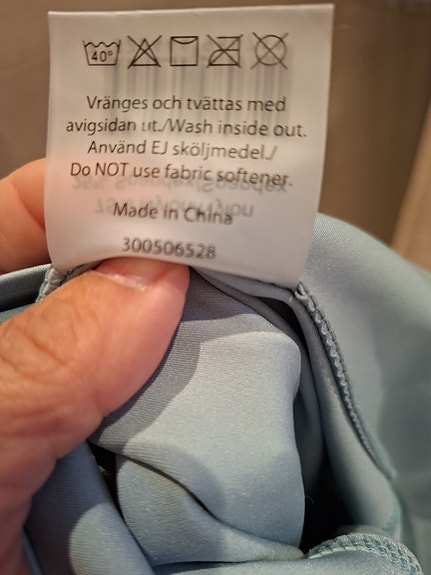 40°
Vränges och tvättas med
avigsidan ut./Wash inside out.
Använd EJ sköljmedel./
Do NOT use fabric softener.
Made in China
300506528